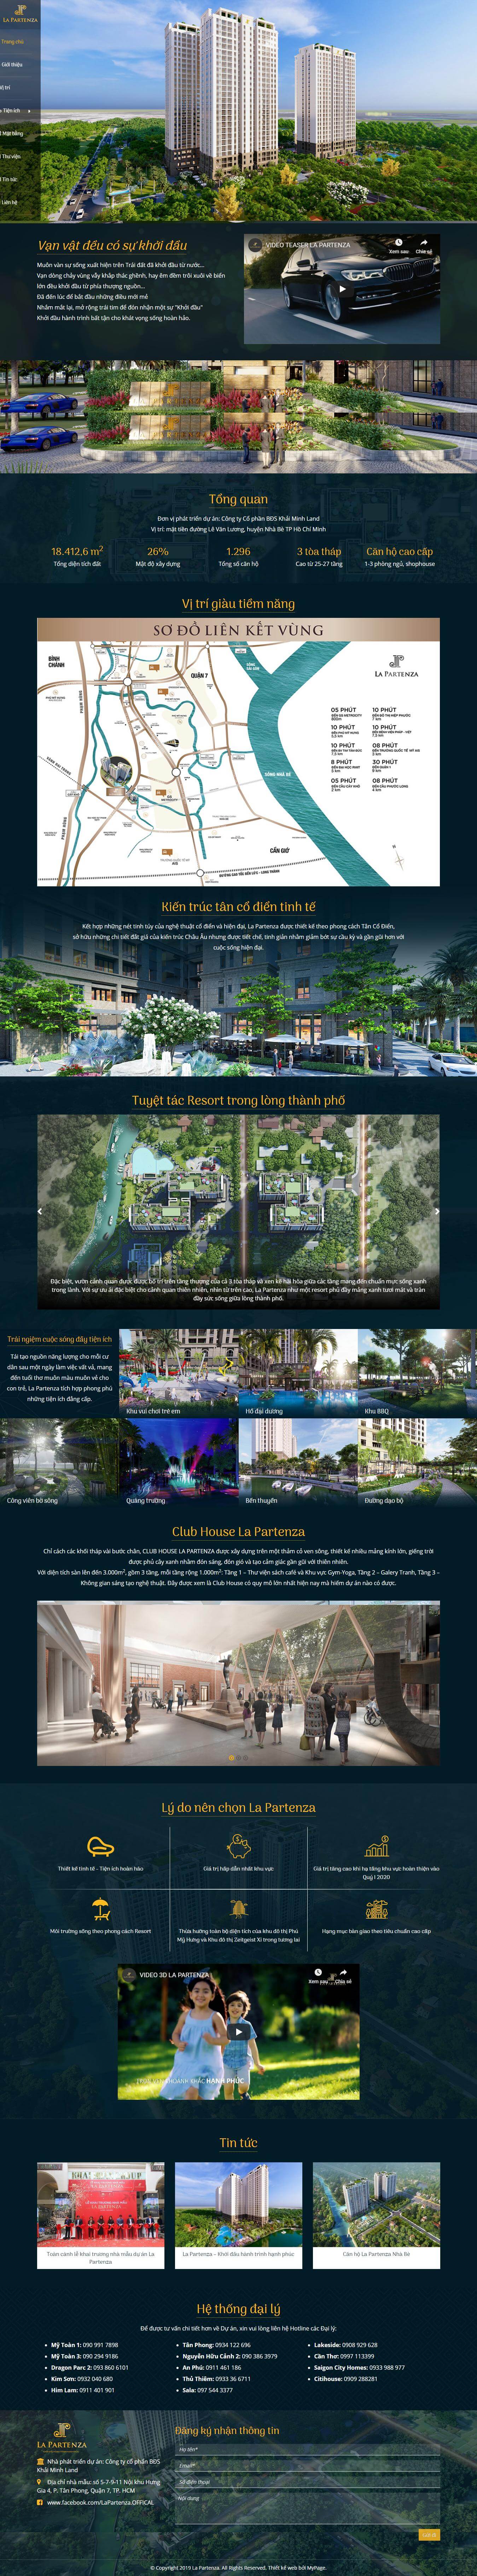 LA PARTENZA
Trang chủ
Giới thiệu
Vị trí
Tiện ích
Mặt bằng
Thư viện
Tin tức
Liên hệ
Vạn vật đều có sự khởi đầu
Muôn vàn sự sống xuất hiện trên Trái đất đã khởi đầu từ nước...
Vạn dòng chảy vùng vẫy khắp thác ghềnh, hay êm đềm trôi xuôi về biển
lớn đều khởi đầu từ phía thượng nguồn...
Đã đến lúc để bắt đầu những điều mới mẻ
Nhắm mắt lại, mở rộng trái tim để đón nhận một sự "Khởi đầu"
Khởi đầu hành trình bất tận cho khát vọng sống hoàn hảo.
VIDEO TEASER LA PARTENZA
Xem sau Chia sẻ
Tổng quan
Đơn vị phát triển dự án: Công ty Cổ phần BĐS Khải Minh Land
Vị trí: mặt tiền đường Lê Văn Lương, huyện Nhà Bè TP Hồ Chí Minh
18.412,6 m2 26% 1.296 3 tòa tháp Căn hộ cao cấp
Tổng diện tích đất Mật độ xây dựng Tổng số căn hộ Cao từ 25-27 tầng 1-3 phòng ngủ, shophouse
Vị trí giàu tiềm năng
SƠ ĐỒ LIÊN KẾT VÙNG
BÌNH CHÁNH
QUẬN 7
LA PARTENZA
SÔNG NHÀ BÈ
CẦN GIỜ
05 PHÚT 10 PHÚT
10 PHÚT 10 PHÚT
10 PHÚT 08 PHÚT
8 PHÚT 30 PHÚT
05 PHÚT 08 PHÚT
Kiến trúc tân cổ điển tinh tế
Kết hợp những nét tinh túy của nghệ thuật cổ điển và hiện đại, La Partenza được thiết kế theo phong cách Tân Cổ Điển,
sở hữu những chi tiết đắt giá của kiến trúc Châu Âu nhưng được tiết chế, tinh giản nhằm giảm bớt sự cầu kỳ và gần gũi hơn với
cuộc sống hiện đại.
Tuyệt tác Resort trong lòng thành phố
Đặc biệt, vườn cảnh quan được được bố trí trên tầng thượng của cả 3 tòa tháp và xen kẽ hài hòa giữa các tầng mang đến chuẩn mực sống xanh
trong lành. Với sự ưu ái đặc biệt cho cảnh quan thiên nhiên, nhìn từ trên cao, La Partenza như một resort phủ đầy mảng xanh tươi mát và tràn
đầy sức sống giữa lòng thành phố.
Trải ngiệm cuộc sống đầy tiện ích
Tái tạo nguồn năng lượng cho mỗi cư
dân sau một ngày làm việc vất vả, mang
đến tuổi thơ muôn màu muôn vẻ cho
con trẻ, La Partenza tích hợp phong phú
những tiện ích đẳng cấp.
Khu vui chơi trẻ em
Hồ đại dương
Khu BBQ
Công viên bờ sông
Quảng trường
Bến thuyền
Đường dạo bộ
Club House La Partenza
Chỉ cách các khối tháp vài bước chân, CLUB HOUSE LA PARTENZA được xây dựng trên một thảm cỏ ven sông, thiết kế nhiều mảng kính lớn, giếng trời
được phủ cây xanh nhằm đón sáng, đón gió và tạo cảm giác gần gũi với thiên nhiên.
Với diện tích sàn lên đến 3.000m2, gồm 3 tầng, mỗi tầng rộng 1.000m2: Tầng 1 – Thư viện sách café và Khu vực Gym-Yoga, Tầng 2 – Galery Tranh, Tầng 3 –
Không gian sáng tạo nghệ thuật. Đây được xem là Club House có quy mô lớn nhất hiện nay mà hiếm dự án nào có được.
Lý do nên chọn La Partenza
Thiết kế tinh tế - Tiện ích hoàn hảo
Giá trị hấp dẫn nhất khu vực
Giá trị tăng cao khi hạ tầng khu vực hoàn thiện vào
Quý I 2020
Môi trường sống theo phong cách Resort
Thừa hưởng toàn bộ diện tích của khu đô thị Phú
Mỹ Hưng và Khu đô thị Zeitgeist Xi trong tương lai
Hạng mục bàn giao theo tiêu chuẩn cao cấp
VIDEO 3D LA PARTENZA
Xem sau Chia sẻ
KHOẢNH KHẮC HẠNH PHÚC
Tin tức
Toàn cảnh lễ khai trương nhà mẫu dự án La
Partenza
La Partenza – Khởi đầu hành trình hạnh phúc
Căn hộ La Partenza Nhà Bè
Hệ thống đại lý
Để được tư vấn chi tiết hơn về Dự án, xin vui lòng liên hệ Hotline các Đại lý:
Mỹ Toàn 1: 090 991 7898
Mỹ Toàn 3: 090 294 9186
Dragon Parc 2: 093 860 6101
Kim Sơn: 0932 040 680
Him Lam: 0911 401 901
Tân Phong: 0934 122 696
Nguyễn Hữu Cảnh 2: 090 386 3979
An Phú: 0911 461 186
Thủ Thiêm: 0933 36 6711
Sala: 097 544 3377
Lakeside: 0908 929 628
Cần Thơ: 0997 113399
Saigon City Homes: 0933 988 977
Citihouse: 0909 288281
LA PARTENZA
Nhà phát triển dự án: Công ty cổ phần BĐS
Khải Minh Land
Địa chỉ nhà mẫu: số 5-7-9-11 Nội khu Hưng
Gia 4, P. Tân Phong, Quận 7, TP. HCM
www.facebook.com/LaPartenza.OFFICAL
Đăng ký nhận thông tin
Họ tên*
Email*
Số điện thoại
Nội dung
Gửi đi
© Copyright 2019 La Partenza. All Rights Reserved. Thiết kế web bởi MyPage.